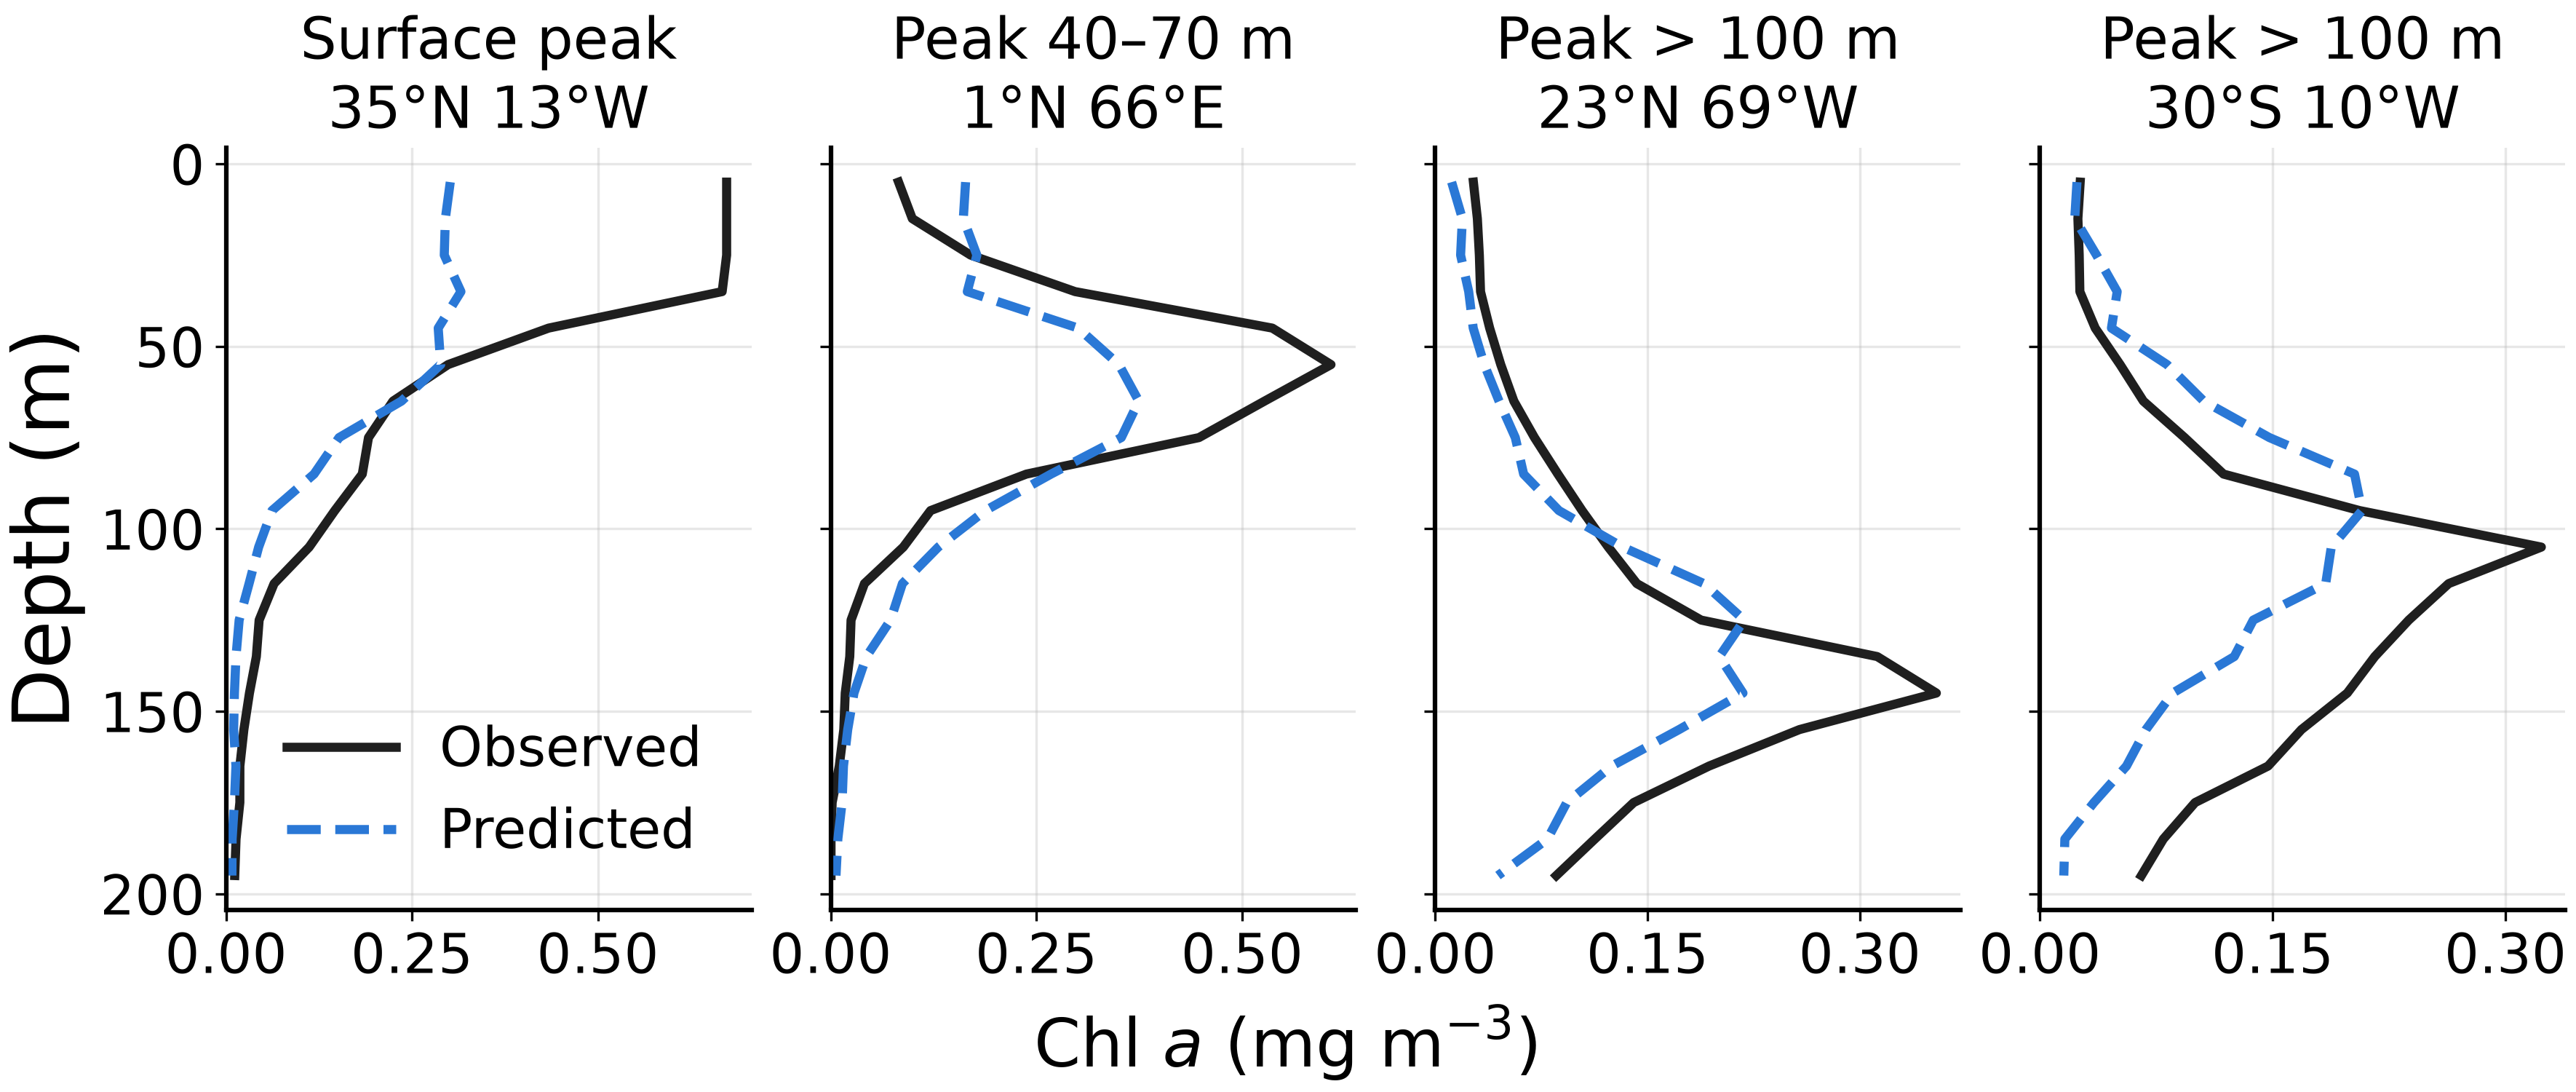 Surface peak
35°N 13°W
Peak 40–70 m
1°N 66°E
Peak > 100 m
23°N 69°W
Peak > 100 m
30°S 10°W
Depth (m)
0
50
100
150
200
Observed
Predicted
0.00 0.25 0.50
0.00 0.25 0.50
0.00 0.15 0.30
0.00 0.15 0.30
Chl a (mg m⁻³)